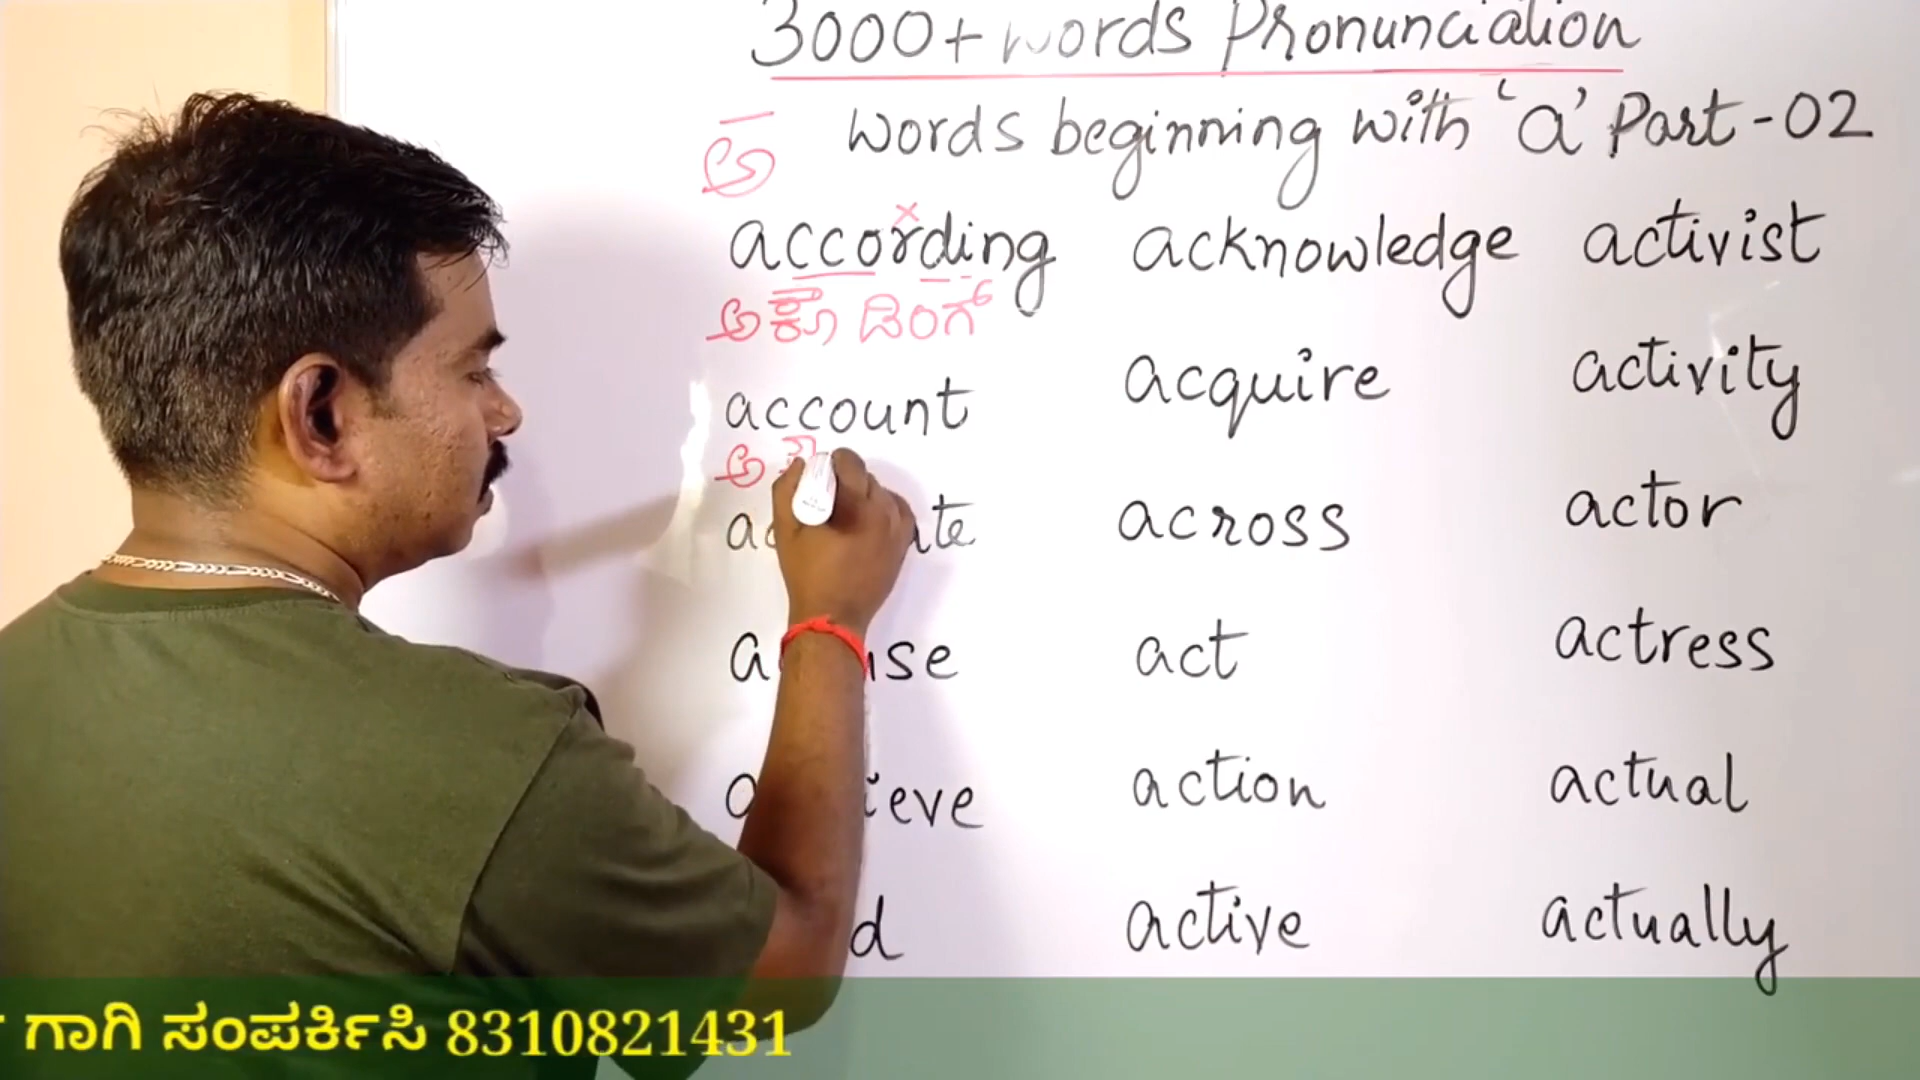 3000+ words Pronunciation
words beginning with 'a' Part-02
ಅ
according acknowledge activist
ಅಕೊ ಡಿಂಗ್
account acquire activity
ಅ
across actor
act actress
action actual
active actually
ಗಾಗಿ ಸಂಪರ್ಕಿಸಿ 8310821431